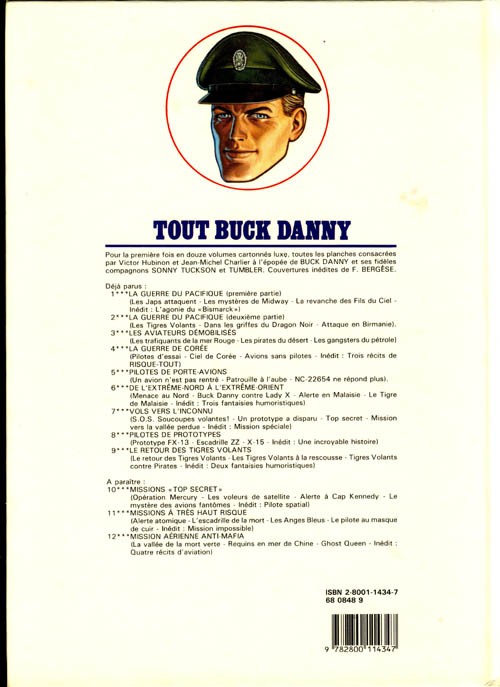 TOUT BUCK DANNY
Pour la première fois en douze volumes cartonnés luxe, toutes les planches consacrées
par Victor Hubinon et Jean-Michel Charlier à l'épopée de BUCK DANNY et ses fidèles
compagnons SONNY TUCKSON et TUMBLER. Couvertures inédites de F. BERGÈSE.
Déjà parus :
1***LA GUERRE DU PACIFIQUE (première partie)
(Les Japs attaquent - Les mystères de Midway - La revanche des Fils du Ciel -
Inédit : L'agonie du «Bismarck»)
2***LA GUERRE DU PACIFIQUE (deuxième partie)
(Les Tigres Volants - Dans les griffes du Dragon Noir - Attaque en Birmanie).
3***LES AVIATEURS DÉMOBILISÉS
(Les trafiquants de la mer Rouge - Les pirates du désert - Les gangsters du pétrole)
4***LA GUERRE DE CORÉE
(Pilotes d'essai - Ciel de Corée - Avions sans pilotes - Inédit : Trois récits de
RISQUE-TOUT)
5***PILOTES DE PORTE-AVIONS
(Un avion n'est pas rentré - Patrouille à l'aube - NC-22654 ne répond plus).
6***DE L'EXTRÊME-NORD À L'EXTRÊME-ORIENT
(Menace au Nord - Buck Danny contre Lady X - Alerte en Malaisie - Le Tigre
de Malaisie - Inédit : Trois fantaisies humoristiques)
7***VOLS VERS L'INCONNU
(S.O.S. Soucoupes volantes! - Un prototype a disparu - Top secret - Mission
vers la vallée perdue - Inédit : Mission spéciale)
8***PILOTES DE PROTOTYPES
(Prototype FX-13 - Escadrille ZZ - X-15 - Inédit : Une incroyable histoire)
9***LE RETOUR DES TIGRES VOLANTS
(Le retour des Tigres Volants - Les Tigres Volants à la rescousse - Tigres Volants
contre Pirates - Inédit : Deux fantaisies humoristiques)
A paraître :
10***MISSIONS «TOP SECRET»
(Opération Mercury - Les voleurs de satellite - Alerte à Cap Kennedy - Le
mystère des avions fantômes - Inédit : Pilote spatial)
11***MISSIONS À TRÈS HAUT RISQUE
(Alerte atomique - L'escadrille de la mort - Les Anges Bleus - Le pilote au masque
de cuir - Inédit : Mission impossible)
12***MISSION AÉRIENNE ANTI-MAFIA
(La vallée de la mort verte - Requins en mer de Chine - Ghost Queen - Inédit :
Quatre récits d'aviation)
ISBN 2-8001-1434-7
68 0848 9
9 782800 114347